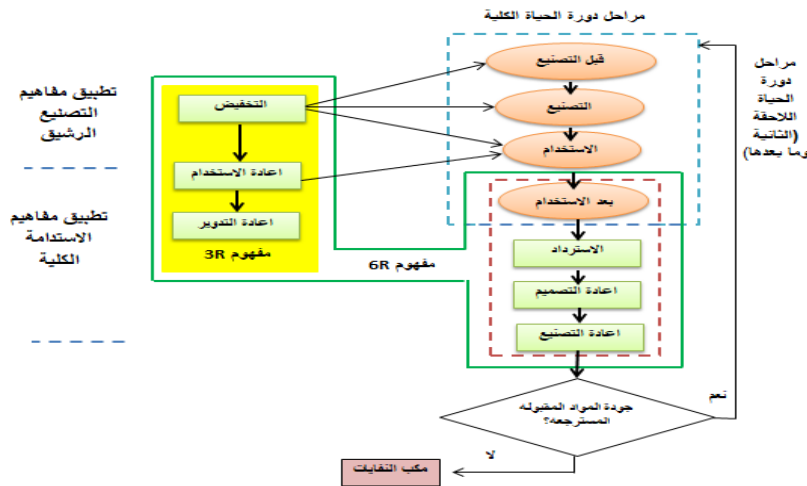 مراحل دورة الحياة الكلية
قبل التصنيع
التصنيع
الاستخدام
بعد الاستخدام
الاسترداد
اعادة التصميم
اعادة التصنيع
مراحل
دورة
الحياة
اللاحقة
(الثانية
وما بعدها)
التخفيض
اعادة الاستخدام
اعادة التدوير
مفهوم 3R
مفهوم 6R
تطبيق مفاهيم
التصنيع
الرشيق
تطبيق مفاهيم
الاستدامة
الكلية
جودة المواد المقبوله
المسترجعه؟
نعم
لا
مكب النفايات